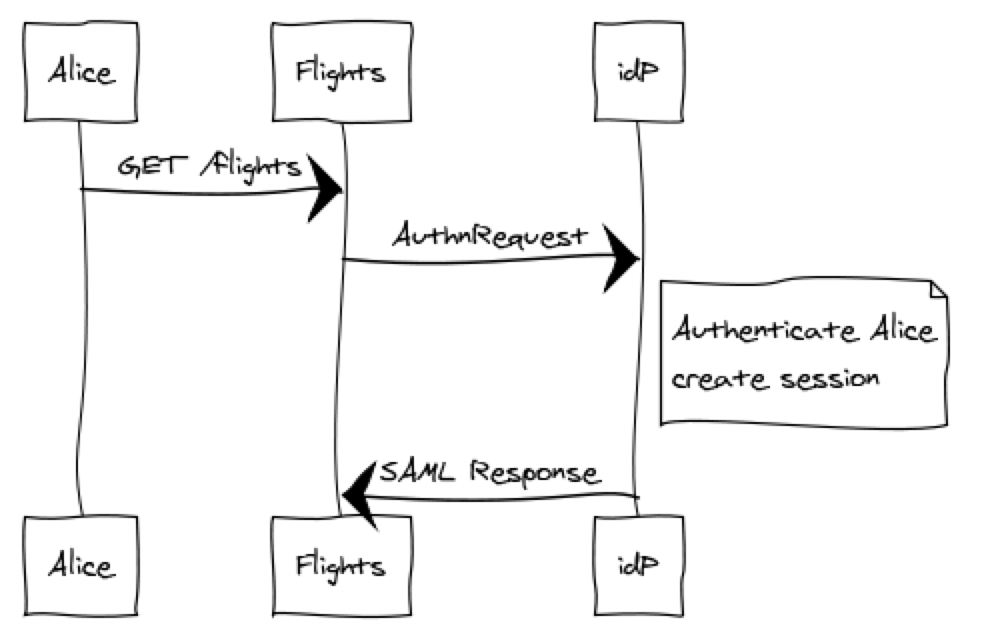 Alice
Flights
idP
GET /flights
AuthnRequest
Authenticate Alice
create session
SAML Response
Alice
Flights
idP